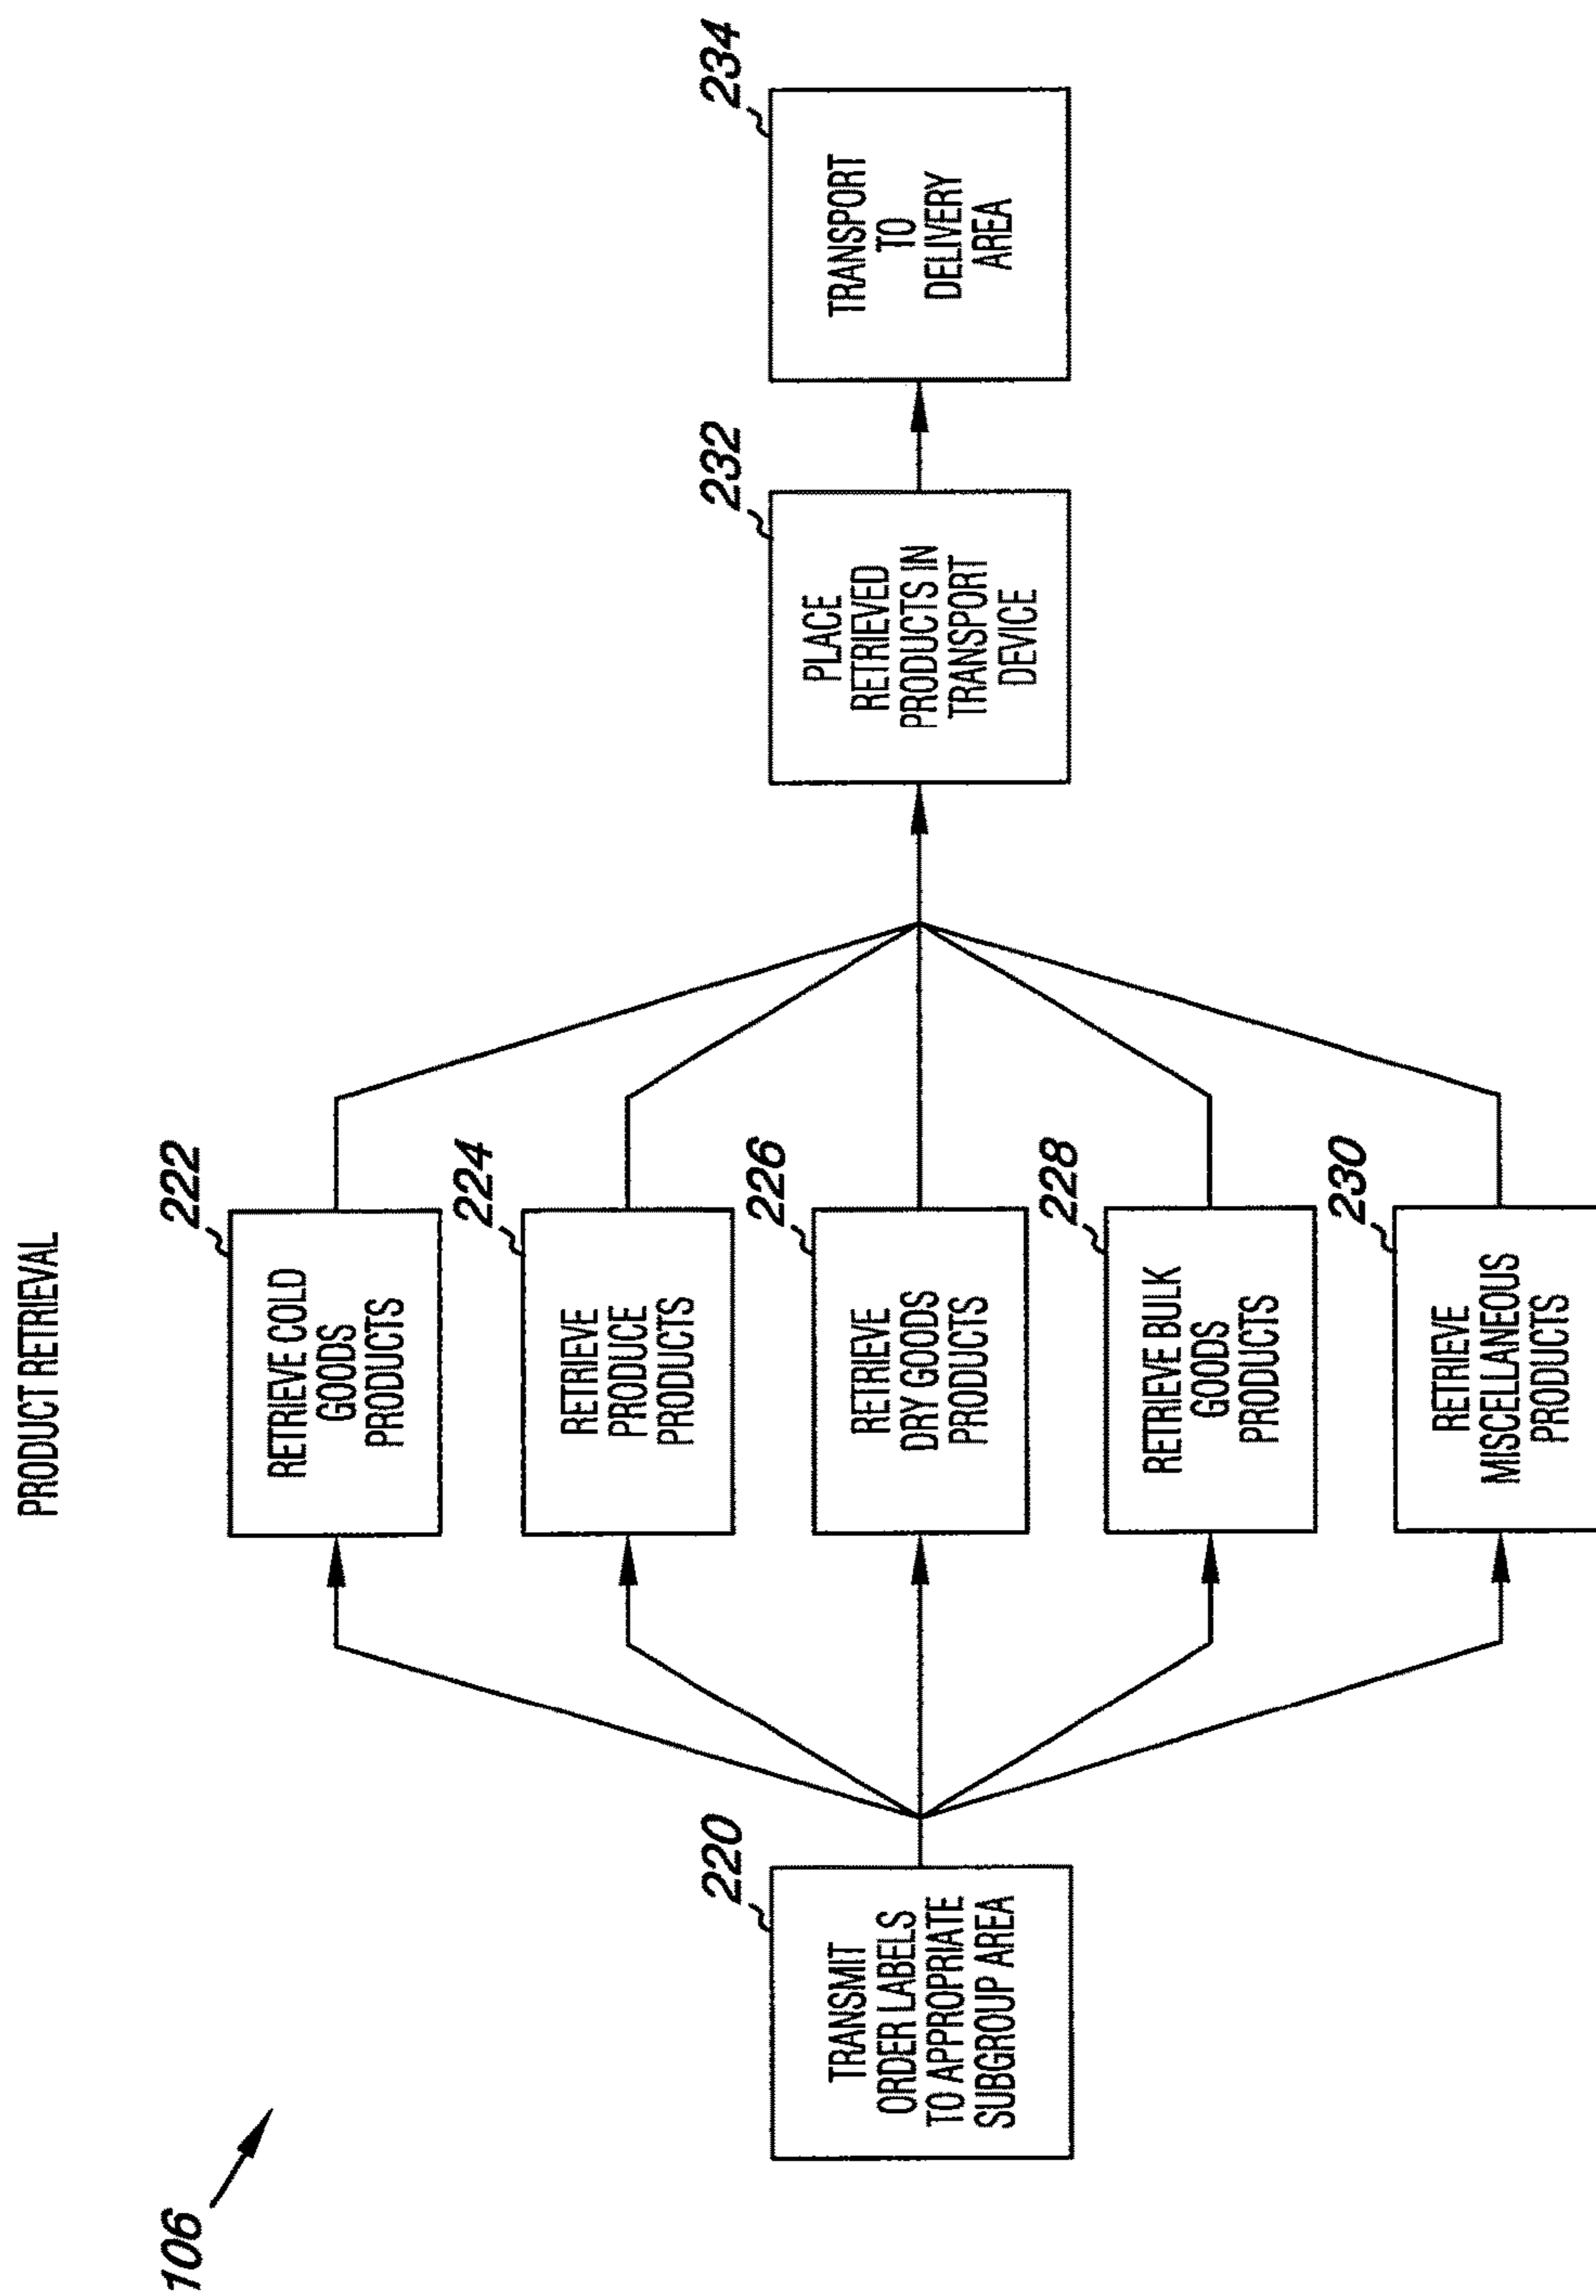 PRODUCT RETRIEVAL
106
220
TRANSMIT
ORDER LABELS
TO APPROPRIATE
SUBGROUP AREA
222
RETRIEVE COLD
GOODS
PRODUCTS
224
RETRIEVE
PRODUCE
PRODUCTS
226
RETRIEVE
DRY GOODS
PRODUCTS
228
RETRIEVE BULK
GOODS
PRODUCTS
230
RETRIEVE
MISCELLANEOUS
PRODUCTS
232
PLACE
RETRIEVED
PRODUCTS IN
TRANSPORT
DEVICE
234
TRANSPORT
TO
DELIVERY
AREA